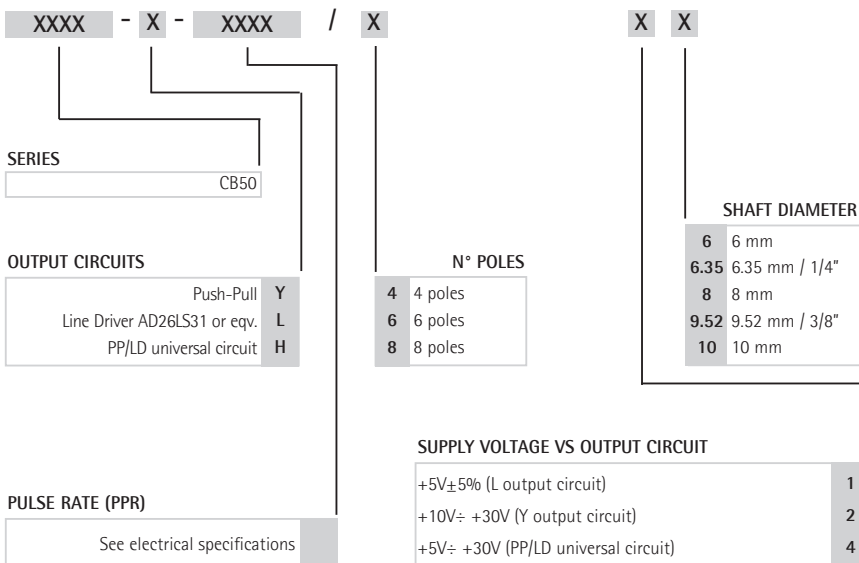 XXXX - X - XXXX / X X X
SERIES
CB50
SHAFT DIAMETER
6 6 mm
6.35 6.35 mm / 1/4"
8 8 mm
9.52 9.52 mm / 3/8"
10 10 mm
OUTPUT CIRCUITS
Push-Pull Y
Line Driver AD26LS31 or eqv. L
PP/LD universal circuit H
N° POLES
4 4 poles
6 6 poles
8 8 poles
SUPPLY VOLTAGE VS OUTPUT CIRCUIT
+5V±5% (L output circuit) 1
+10V÷ +30V (Y output circuit) 2
+5V÷ +30V (PP/LD universal circuit) 4
PULSE RATE (PPR)
See electrical specifications